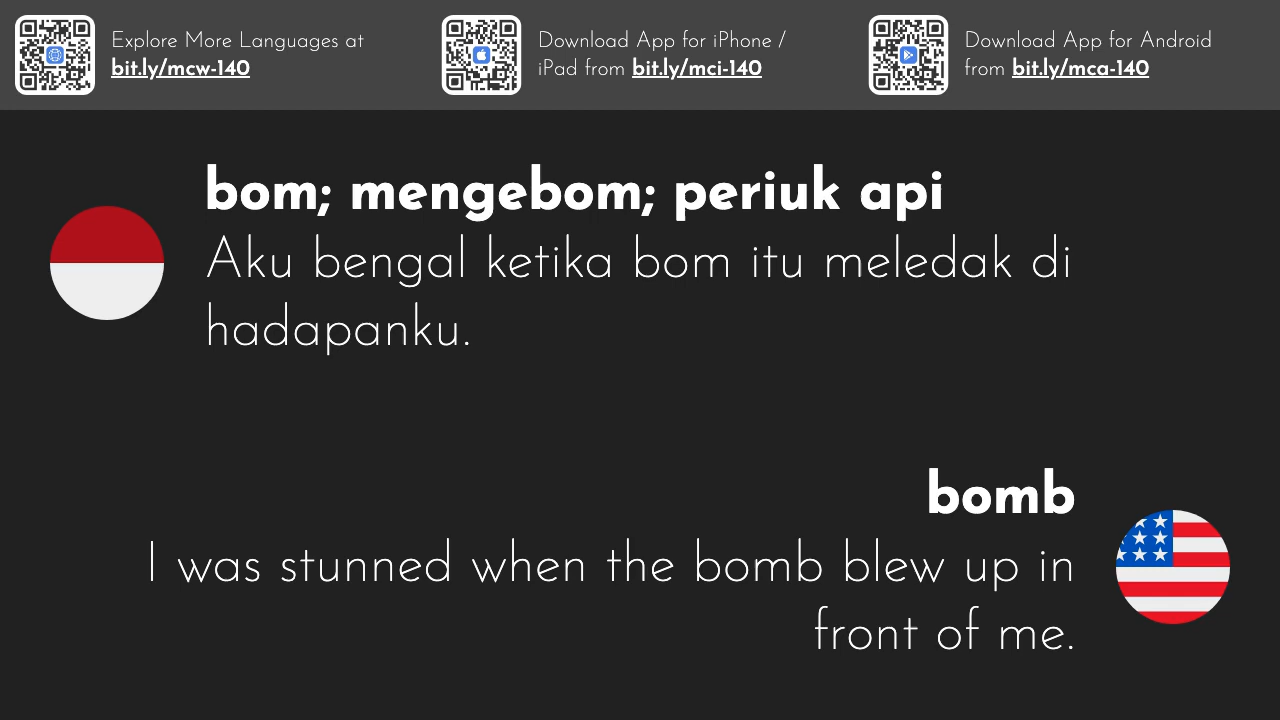 Explore More Languages at
bit.ly/mcw-140
Download App for iPhone /
iPad from bit.ly/mci-140
Download App for Android
from bit.ly/mca-140
bom; mengebom; periuk api
Aku bengal ketika bom itu meledak di
hadapanku.
bomb
I was stunned when the bomb blew up in
front of me.